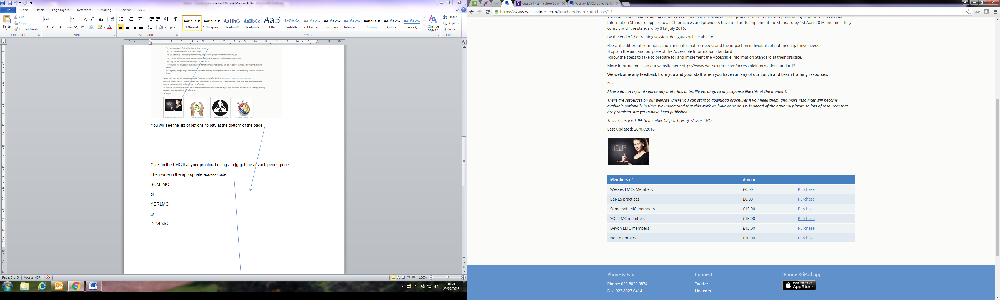 Guide for LMCs - Microsoft Word
File Home Insert Page Layout References Mailings Review View
Paste
Cut
Copy
Format Painter
Clipboard
Calibri 11
Font
Paragraph
AaBbCcDc AaBbCcDc AaBbC AaBbCc AaB AaBbCc. AaBbCcDc AaBbCcDc AaBbCcDc AaBbCcDc AaBbCcDc AaBbCcDc
¶ Normal ¶ No Spaci... Heading 1 Heading 2 Title Subtitle Subtle Em... Emphasis Intense E... Strong Quote Intense Q...
Styles
Change Styles
Find
Replace
Select
Editing
They are more cost effective than face to face training
They can be run whenever & wherever suits you
They can be run as a multi-disciplinary meeting, with specific groups of staff or with individuals
When training is being done as a practice, useful practice-wide decisions and discussions can result
Then they can be run with new staff as part of their induction
The resources will be updated by the authors of the training package so you can feel reassured that you are delivering accurate
training
By using the package's original material, a consistent message will be portrayed to staff who have the training sessions at different
times.
We do hope that you find this training useful. Please do give any feedback to louise.greenwood@wessexlmcs.org.uk.
Practices outside Wessex LMCs catchment area are welcome to download and use any of these Lunch and Learn training resources.
Some are charged at £30 and some are free of charge.
All practices outside Wessex LMCs are also welcome to download and use these packages but will be invoiced at £30 for every training
package, none are available free of charge.
Thank you.
HELP
You will see the list of options to pay at the bottom of the page:
Click on the LMC that your practice belongs to to get the advantageous price.
Then write in the appropriate access code:
SOMLMC
or
YORLMC
or
DEVLMC
Page: 2 of 3 Words: 407
100%
10:24
29/07/2016
wessex lmcs - Yahoo Sear
Wessex LMCs: Lunch & Le
https://www.wessexlmcs.com/lunchandlearn/purchase/14
This Lunch and Learn training resource is to increase the awareness of practice staff to this new piece of legislation. The Accessible
Information Standard applies to all GP practices and providers have to start to implement the standard by 1st April 2016 and must fully
comply with the standard by 31st July 2016.
By the end of the training session, delegates will be able to:
•Describe different communication and information needs, and the impact on individuals of not meeting these needs
•Explain the aim and purpose of the Accessible Information Standard
•know the steps to take to prepare for and implement the Accessible Information Standard at their practice.
More information is on our website here https://www.wessexlmcs.com/accessibleinformationstandard2
We welcome any feedback from you and your staff when you have run any of our Lunch and Learn training resources.
NB
Please do not try and source any materials in braille etc or go to any expense like this at the moment.
There are resources on our website where you can start to download brochures if you need them, and more resources will become
available nationally in time. We understand that this work we have done on AIS is ahead of the national picture so lots of resources that
are promised, are yet to have been published
This resource is FREE to member GP practices of Wessex LMCs
Last updated: 28/07/2016
HELP
Members of Amount
Wessex LMCs Members £0.00 Purchase
BaNES practices £0.00 Purchase
Somerset LMC members £15.00 Purchase
YOR LMC members £15.00 Purchase
Devon LMC members £15.00 Purchase
Non members £30.00 Purchase
Phone & Fax
Phone: 023 8025 3874
Fax: 023 8027 6414
Connect
Twitter
LinkedIn
iPhone & iPad app
Download on the
App Store